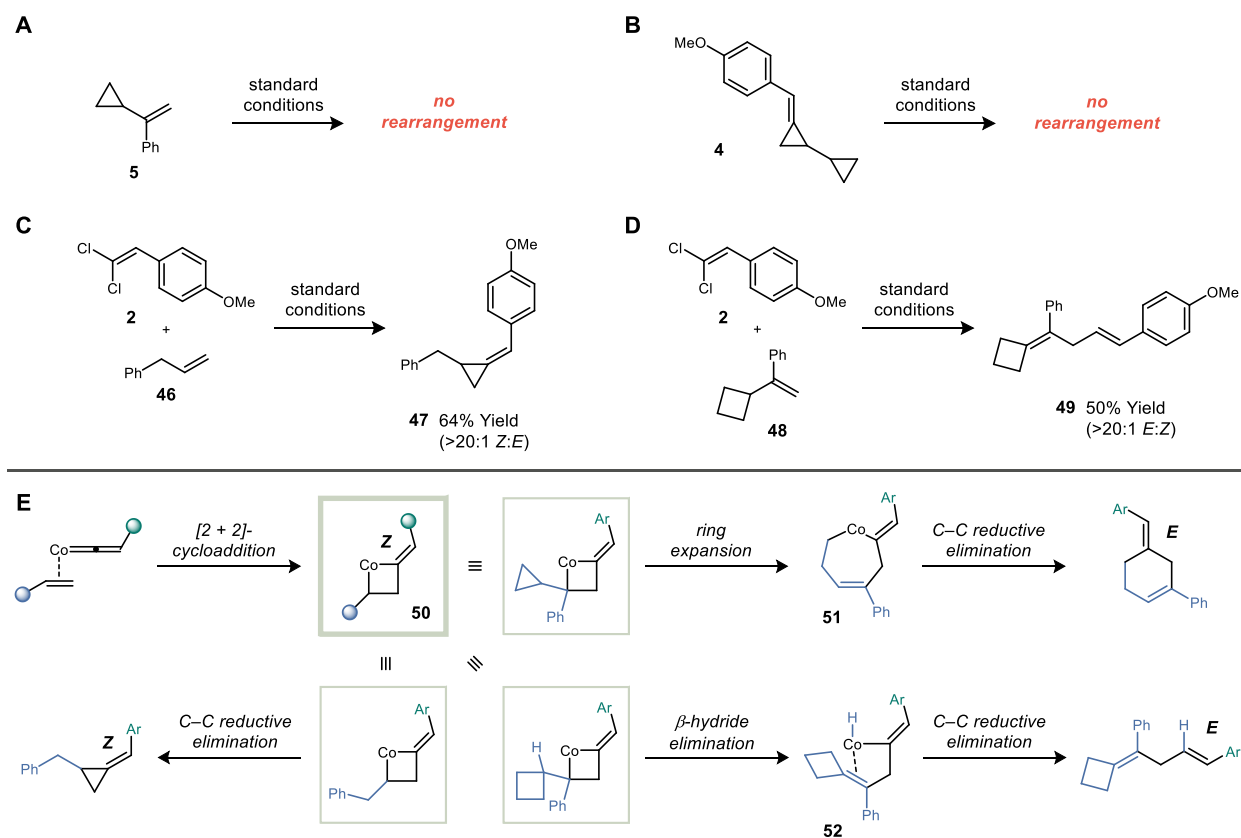 A
standard
conditions
no
rearrangement
Ph
5
B
MeO
standard
conditions
no
rearrangement
4
C
Cl
Cl
OMe
2
+
Ph
46
standard
conditions
OMe
Ph
47 64% Yield
(>20:1 Z:E)
D
Cl
Cl
OMe
2
+
Ph
48
standard
conditions
Ph
OMe
49 50% Yield
(>20:1 E:Z)
E
Co
[2 + 2]-
cycloaddition
Z
Co
50
≡
Ar
Co
Ph
ring
expansion
Ar
Co
Ph
51
C–C reductive
elimination
Ar
E
Ph
≡
≡
Z
Ar
Ph
C–C reductive
elimination
Ar
Co
Ph
Ar
H
Co
Ph
β-hydride
elimination
Ar
H
Co
Ph
52
C–C reductive
elimination
Ph
H
E
Ar